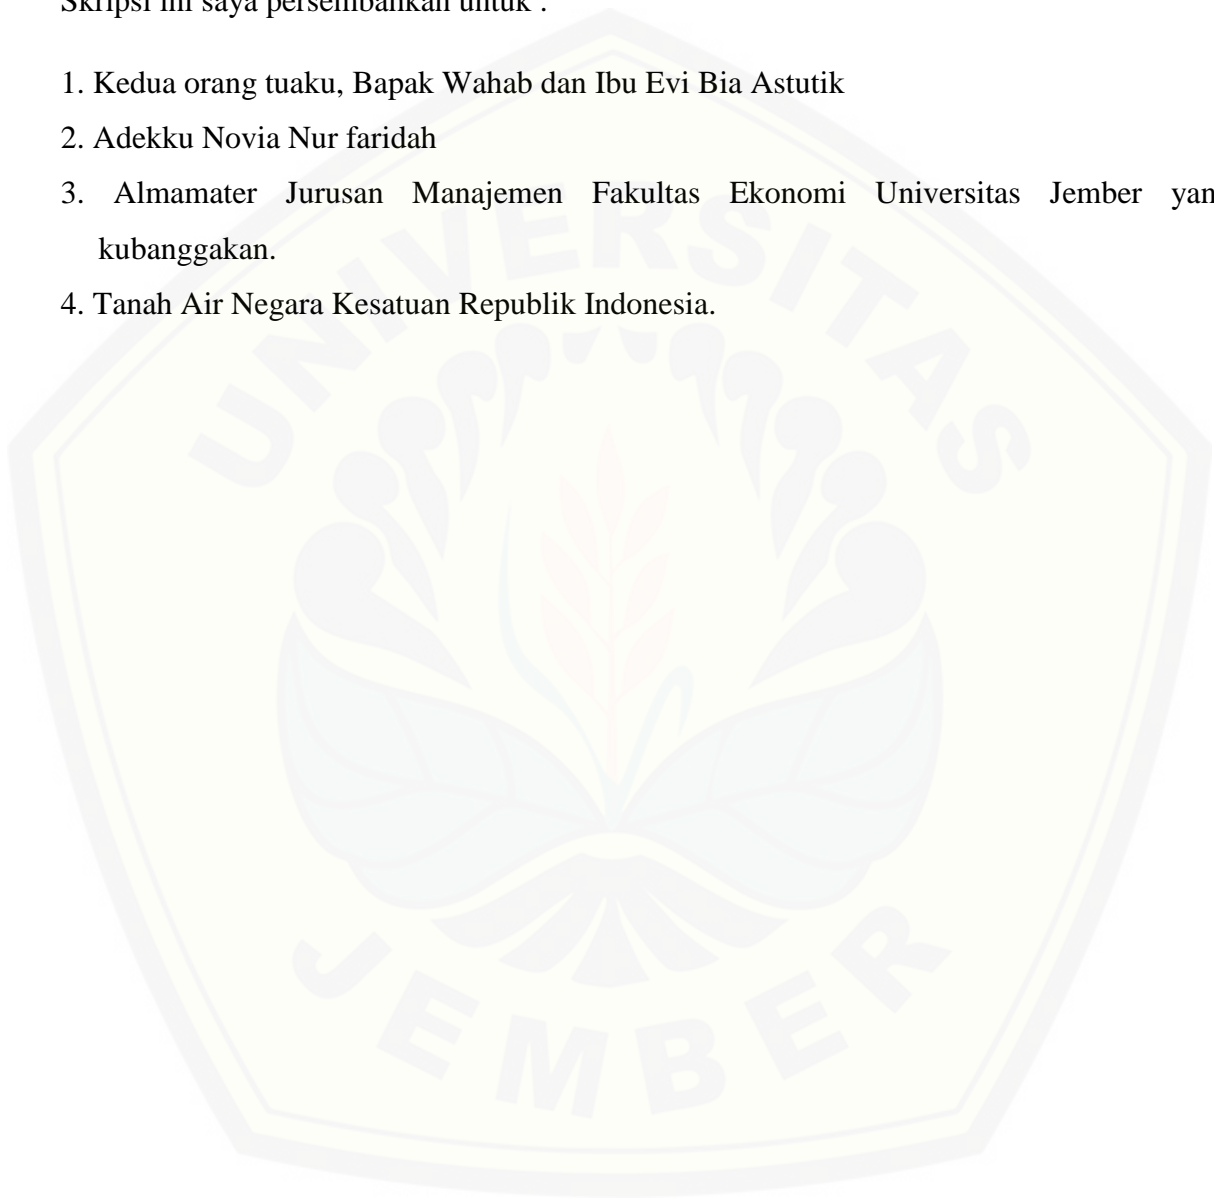 Skripsi ini saya persembahkan untuk :
1. Kedua orang tuaku, Bapak Wahab dan Ibu Evi Bia Astutik
2. Adekku Novia Nur faridah
3. Almamater Jurusan Manajemen Fakultas Ekonomi Universitas Jember yan
kubanggakan.
4. Tanah Air Negara Kesatuan Republik Indonesia.
UNIVERSITAS
JEMBER